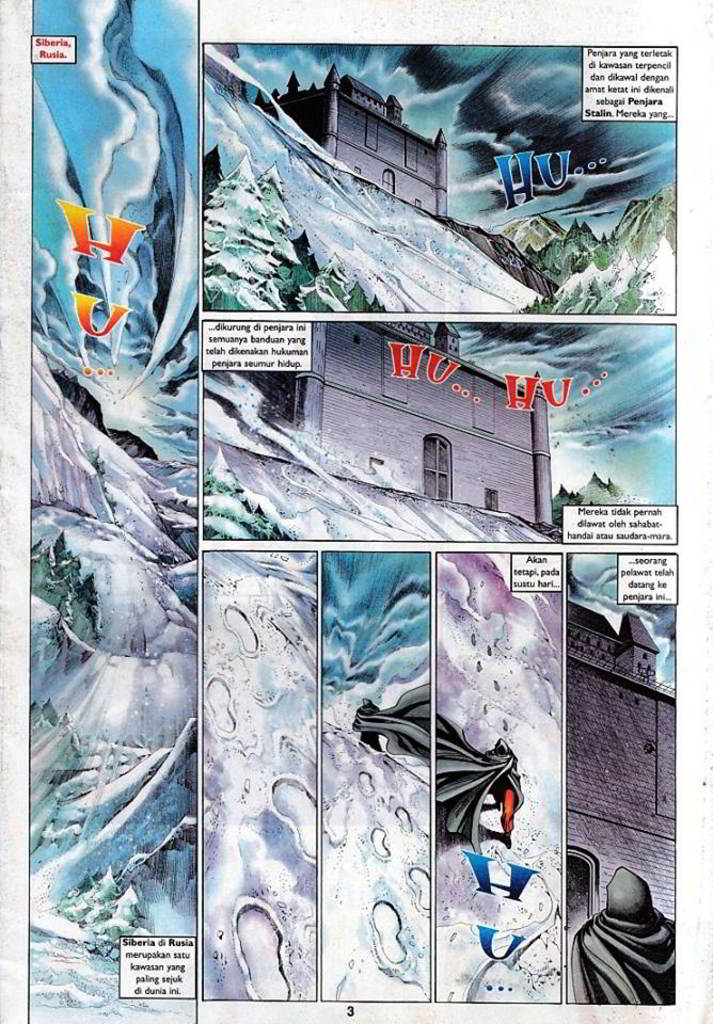 Siberia,
Rusia.
HU...
Siberia di Rusia
merupakan satu
kawasan yang
paling sejuk
di dunia ini.
Penjara yang terletak
di kawasan terpencil
dan dikawal dengan
amat ketat ini dikenali
sebagai Penjara
Stalin. Mereka yang...
HU...
...dikurung di penjara ini
semuanya banduan yang
telah dikenakan hukuman
penjara seumur hidup.
HU... HU...
Mereka tidak pernah
dilawat oleh sahabat-
handai atau saudara-mara.
Akan
tetapi, pada
suatu hari...
HU...
...seorang
pelawat telah
datang ke
penjara ini...
3